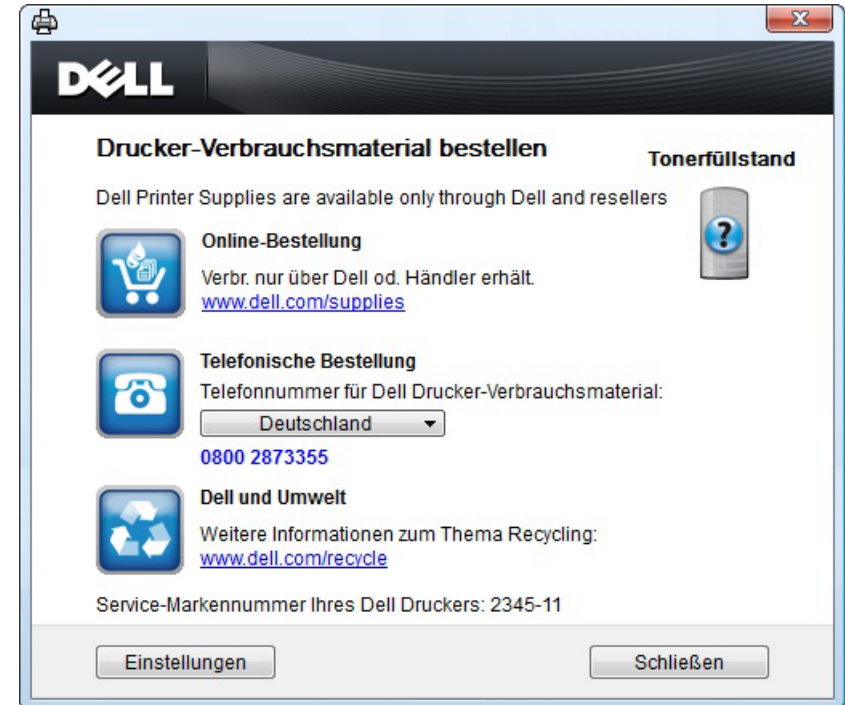 DELL
Drucker-Verbrauchsmaterial bestellen
Tonerfüllstand
Dell Printer Supplies are available only through Dell and resellers
?
Online-Bestellung
Verbr. nur über Dell od. Händler erhält.
www.dell.com/supplies
Telefonische Bestellung
Telefonnummer für Dell Drucker-Verbrauchsmaterial:
Deutschland
0800 2873355
Dell und Umwelt
Weitere Informationen zum Thema Recycling:
www.dell.com/recycle
Service-Markennummer Ihres Dell Druckers: 2345-11
Einstellungen
Schließen